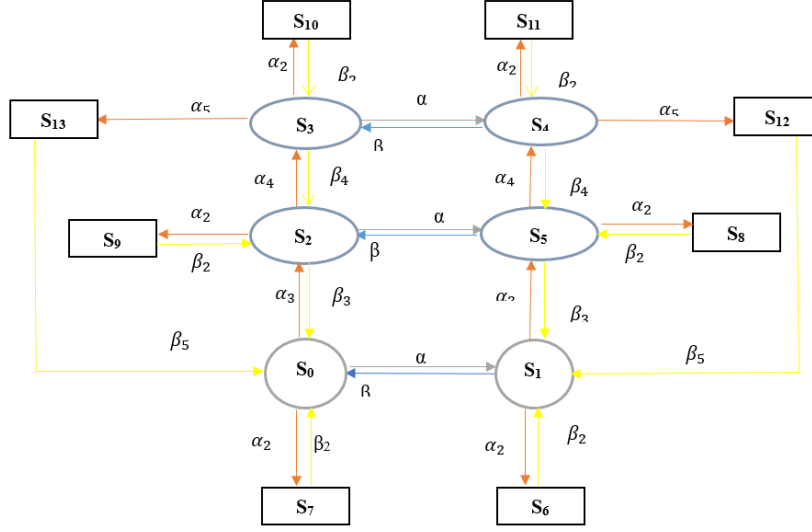 S₁₀ S₁₁
α₂ β₂ α₂ β₂
S₁₃ α₅ α α₅ S₁₂
S₃ S₄
β
α₄ β₄ α₄ β₄
α₂ α α₂
S₉ S₂ S₅ S₈
β₂ β β₂
α₃ β₃ β₃
β₅ α β₅
S₀ S₁
β
α₂ β₂ α₂ β₂
S₇ S₆